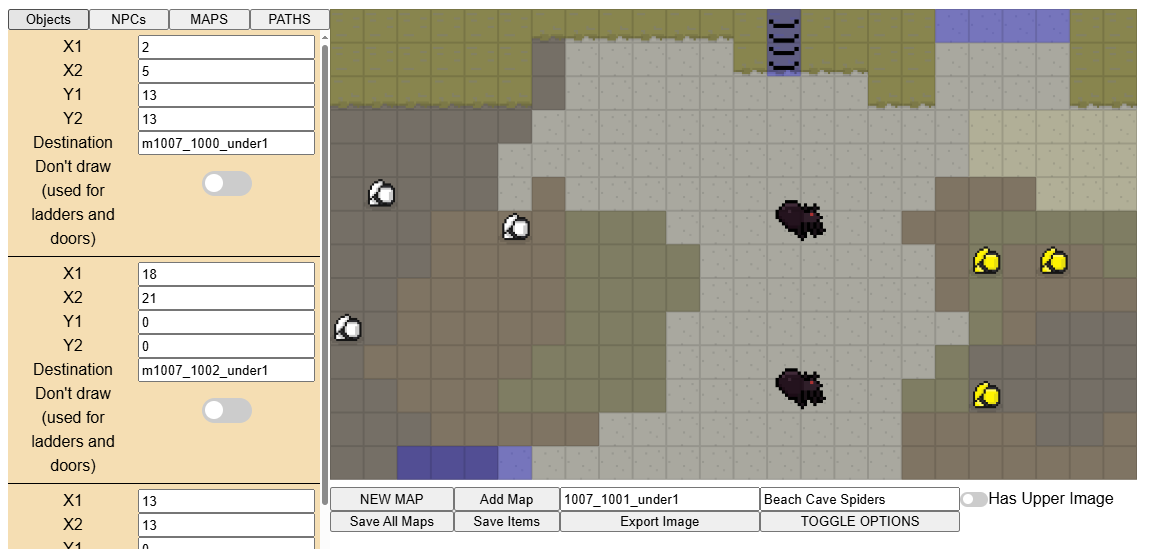 Objects NPCs MAPS PATHS
X1 2
X2 5
Y1 13
Y2 13
Destination m1007_1000_under1
Don't draw
(used for
ladders and
doors)
X1 18
X2 21
Y1 0
Y2 0
Destination m1007_1002_under1
Don't draw
(used for
ladders and
doors)
X1 13
X2 13
Y1 0
NEW MAP Add Map 1007_1001_under1 Beach Cave Spiders Has Upper Image
Save All Maps Save Items Export Image TOGGLE OPTIONS